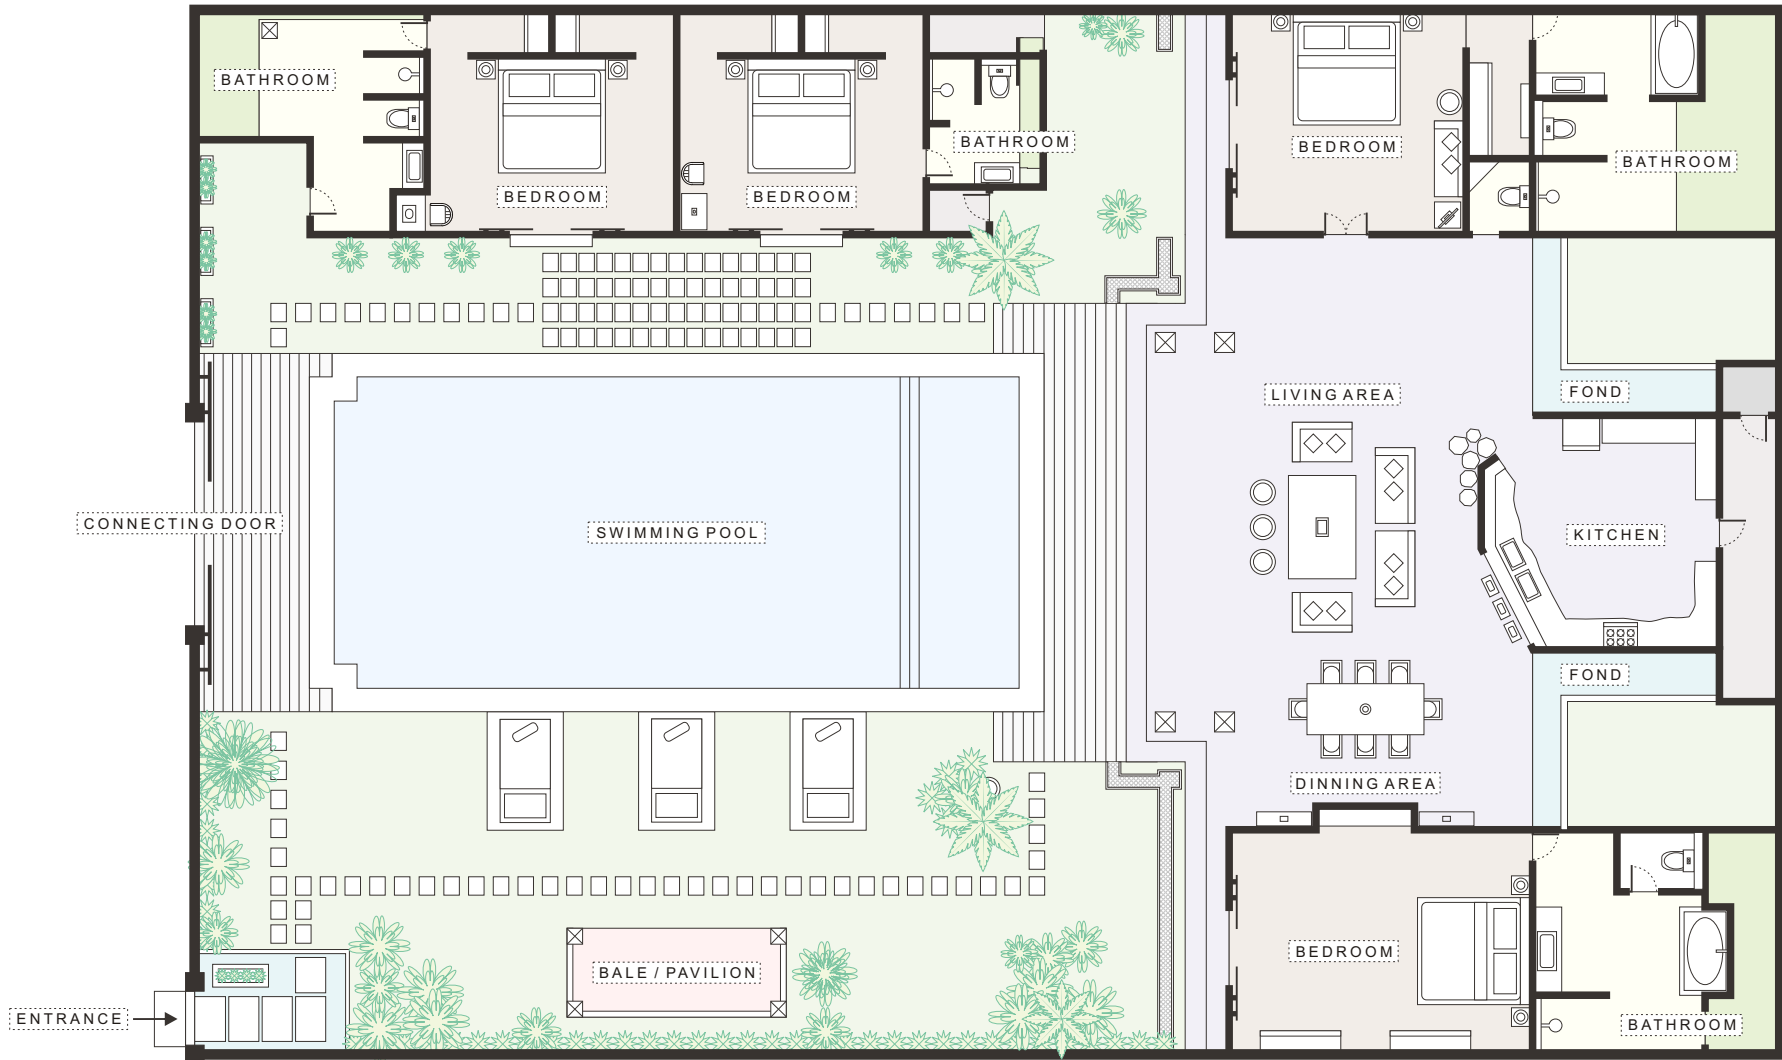 BATHROOM
BEDROOM
BEDROOM
BATHROOM
BEDROOM
BATHROOM
LIVING AREA
FOND
CONNECTING DOOR
SWIMMING POOL
KITCHEN
FOND
DINNING AREA
BALE / PAVILION
BEDROOM
ENTRANCE
BATHROOM